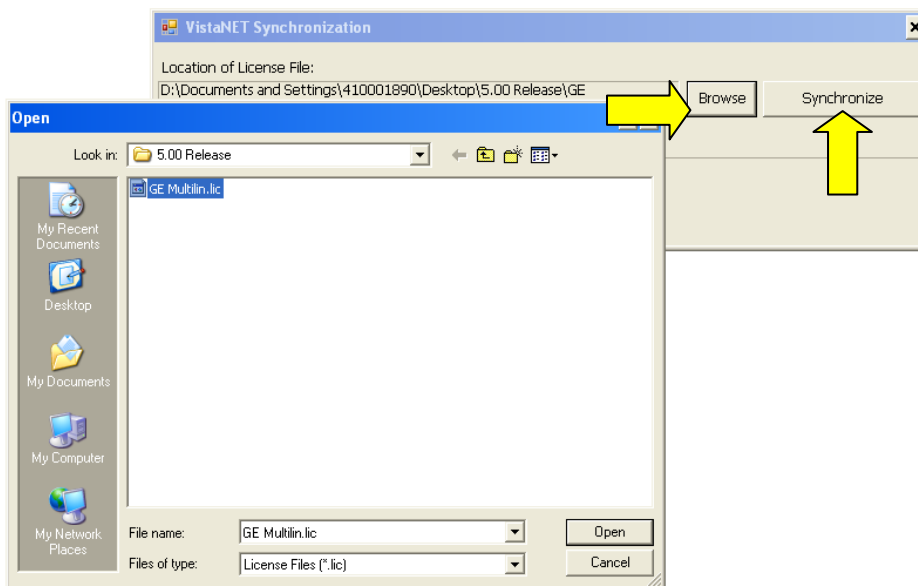 VistaNET Synchronization
Location of License File:
D:\Documents and Settings\410001890\Desktop\5.00 Release\GE
Browse
Synchronize
Open
Look in:
5.00 Release
GE Multilin.lic
My Recent
Documents
Desktop
My Documents
My Computer
My Network
Places
File name:
GE Multilin.lic
Open
Files of type:
License Files (*.lic)
Cancel